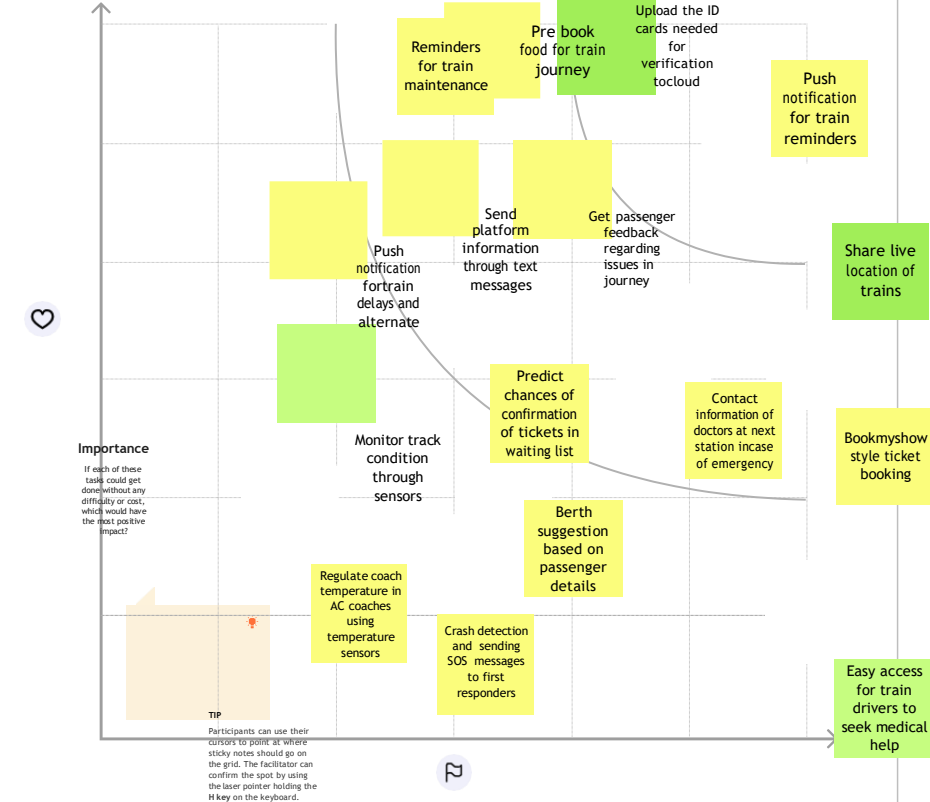 Upload the ID
cards needed
for
verification
tocloud
Pre book
food for train
journey
Reminders
for train
maintenance
Push
notification
for train
reminders
Send
platform
information
through text
messages
Get passenger
feedback
regarding
issues in
journey
Push
notification
fortrain
delays and
alternate
Share live
location of
trains
Predict
chances of
confirmation
of tickets in
waiting list
Contact
information of
doctors at next
station incase
of emergency
Bookmyshow
style ticket
booking
Monitor track
condition
through
sensors
Importance
If each of these
tasks could get
done without any
difficulty or cost,
which would have
the most positive
impact?
Berth
suggestion
based on
passenger
details
Regulate coach
temperature in
AC coaches
using
temperature
sensors
Crash detection
and sending
SOS messages
to first
responders
Easy access
for train
drivers to
seek medical
help
TIP
Participants can use their
cursors to point at where
sticky notes should go on
the grid. The facilitator can
confirm the spot by using
the laser pointer holding the
H key on the keyboard.